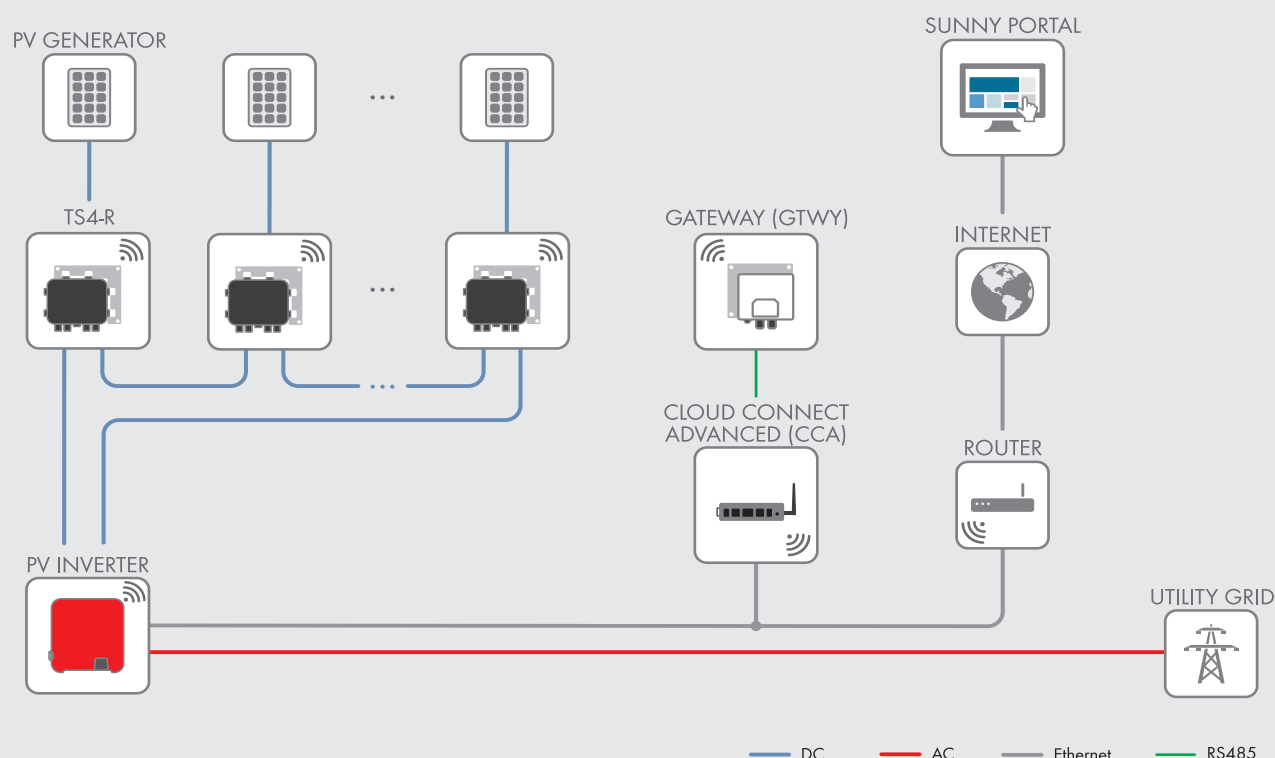 SUNNY PORTAL
PV GENERATOR
...
TS4-R
GATEWAY (GTWY)
INTERNET
...
...
CLOUD CONNECT
ADVANCED (CCA)
ROUTER
PV INVERTER
UTILITY GRID
DC
AC
Ethernet
RS485